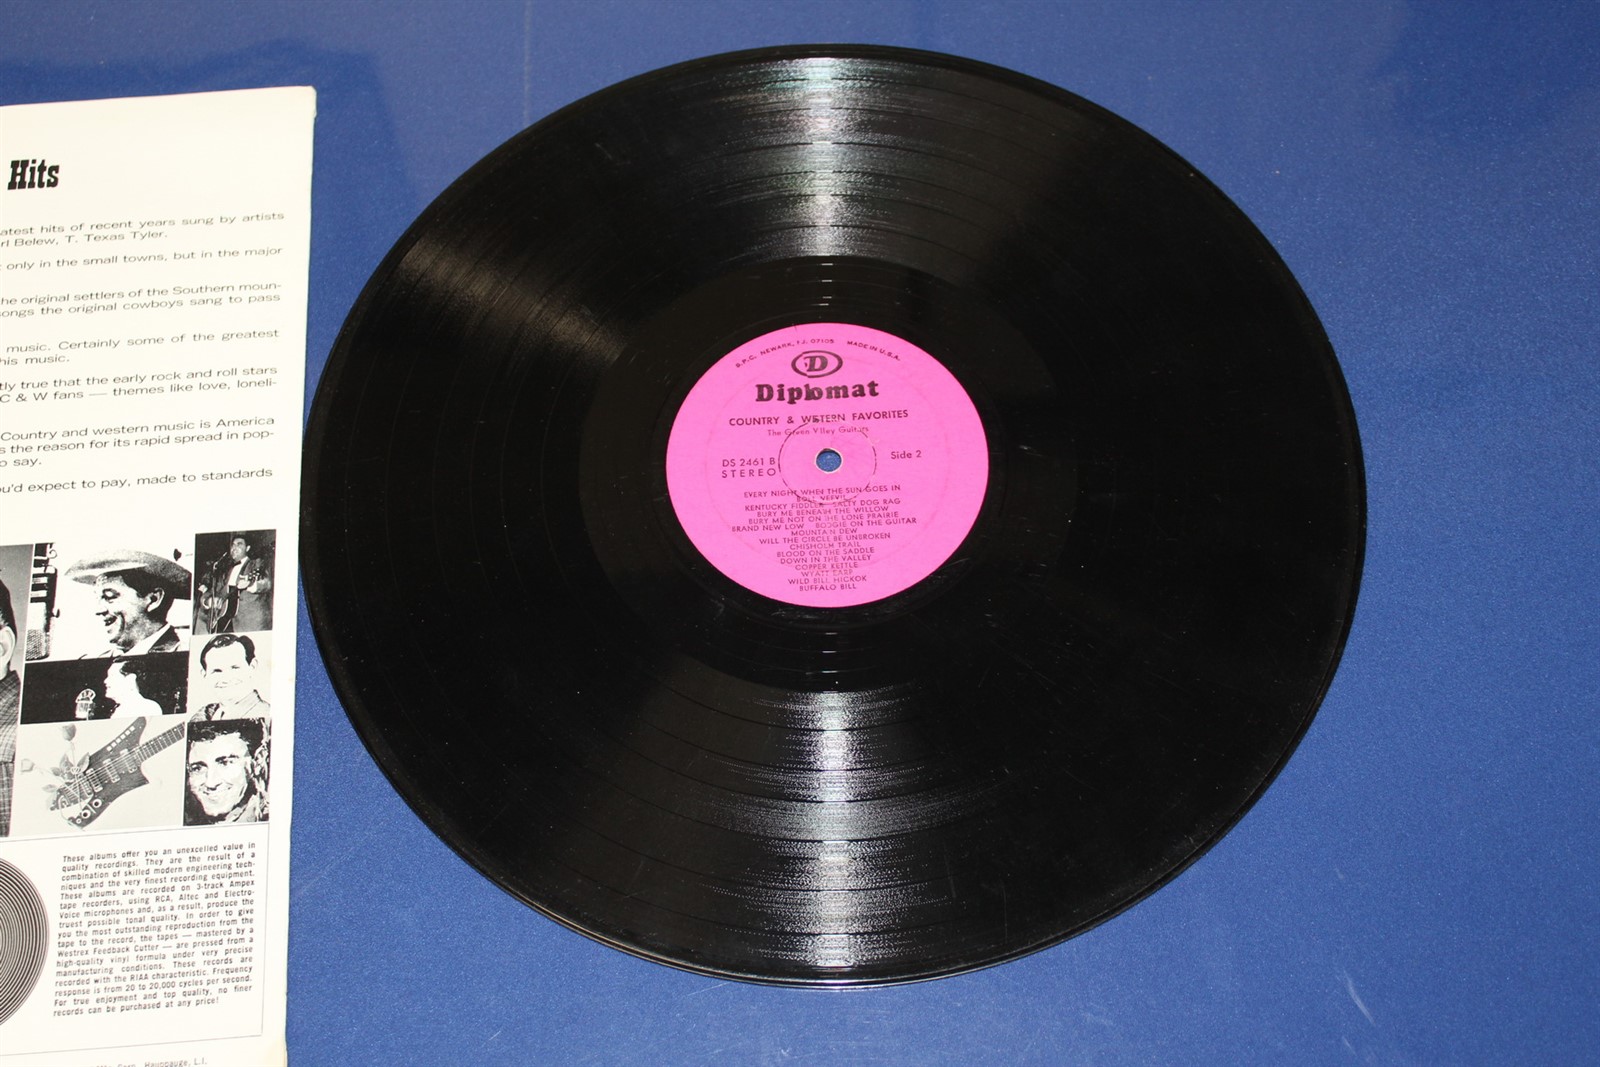 Hits
atest hits of recent years sung by artists
rl Belew, T. Texas Tyler.
only in the small towns, but in the major
he original settlers of the Southern moun-
ongs the original cowboys sang to pass
music. Certainly some of the greatest
his music.
tly true that the early rock and roll stars
C & W fans — themes like love, loneli-
Country and western music is America
s the reason for its rapid spread in pop-
o say.
u'd expect to pay, made to standards
These albums offer you an unexcelled value in
quality recordings. They are the result of a
combination of skilled modern engineering tech-
niques and the very finest recording equipment.
These albums are recorded on 3-track Ampex
tape recorders, using RCA, Altec and Electro-
Voice microphones and, as a result, produce the
truest possible tonal quality. In order to give
you the most outstanding reproduction from the
tape to the record, the tapes — mastered by a
Westrex Feedback Cutter — are pressed from a
high-quality vinyl formula under very precise
manufacturing conditions. These records are
recorded with the RIAA characteristic. Frequency
response is from 20 to 20,000 cycles per second.
For true enjoyment and top quality, no finer
records can be purchased at any price!
Hauppauge, L.I.
NEWARK, 07105 MADE IN U.S.A.
D
Diplomat
COUNTRY & WESTERN FAVORITES
The Green Valley Guitars
DS 2461 B
STEREO
Side 2
EVERY NIGHT WHEN THE SUN GOES IN
BOLL WEEVIL
KENTUCKY FIDDLER SALTY DOG RAG
BURY ME BENEATH THE WILLOW
BURY ME NOT ON THE LONE PRAIRIE
BRAND NEW LOW BOOGIE ON THE GUITAR
MOUNTAIN DEW
WILL THE CIRCLE BE UNBROKEN
CHISHOLM TRAIL
BLOOD ON THE SADDLE
DOWN IN THE VALLEY
COPPER KETTLE
WYATT EARP
WILD BILL HICKOK
BUFFALO BILL